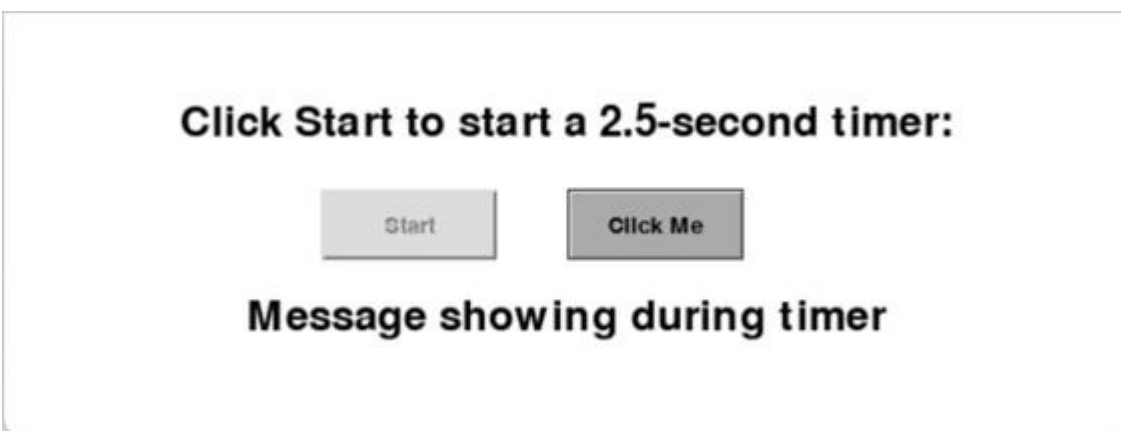 Click Start to start a 2.5-second timer:
Start
Click Me
Message showing during timer